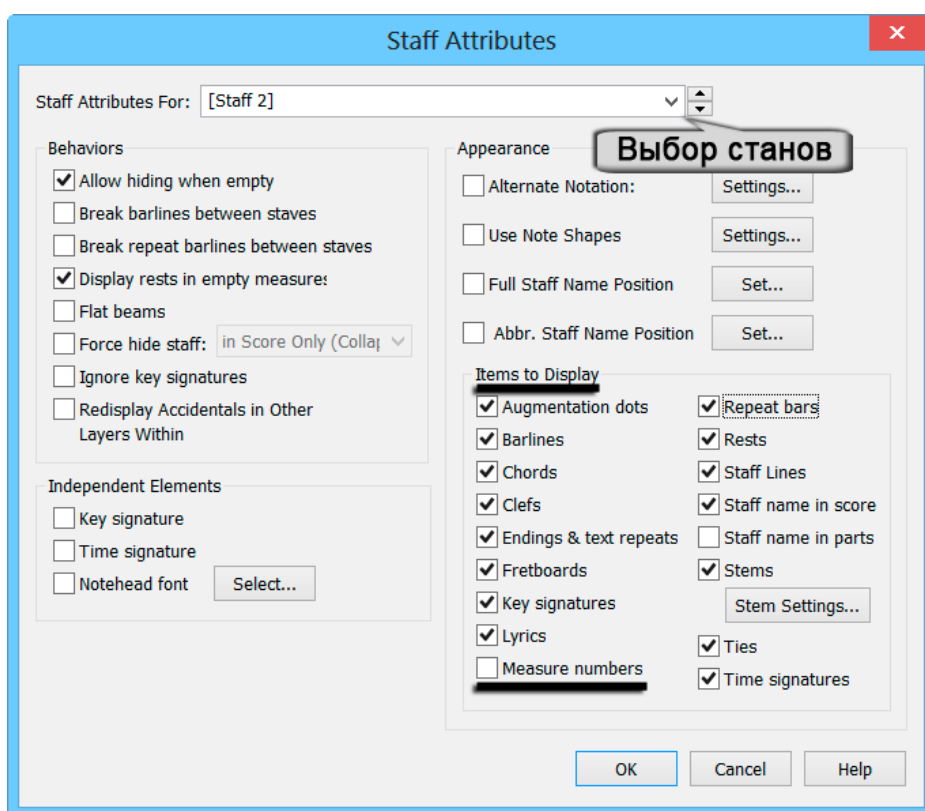 Staff Attributes
Staff Attributes For: [Staff 2]
Выбор станов
Behaviors
Allow hiding when empty
Break barlines between staves
Break repeat barlines between staves
Display rests in empty measures
Flat beams
Force hide staff: in Score Only (Collap
Ignore key signatures
Redisplay Accidentals in Other
Layers Within
Independent Elements
Key signature
Time signature
Notehead font Select...
Appearance
Alternate Notation: Settings...
Use Note Shapes Settings...
Full Staff Name Position Set...
Abbr. Staff Name Position Set...
Items to Display
Augmentation dots
Barlines
Chords
Clefs
Endings & text repeats
Fretboards
Key signatures
Lyrics
Measure numbers
Repeat bars
Rests
Staff Lines
Staff name in score
Staff name in parts
Stems
Stem Settings...
Ties
Time signatures
OK Cancel Help